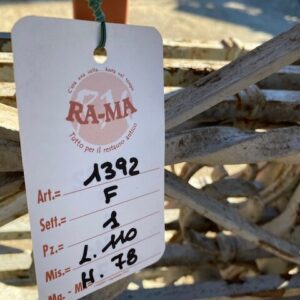 RA-MA
Tutto per il restauro antico
Art.= 1392
F
Sett.=
Pz.= 1
Mis.= L. 110
H. 78